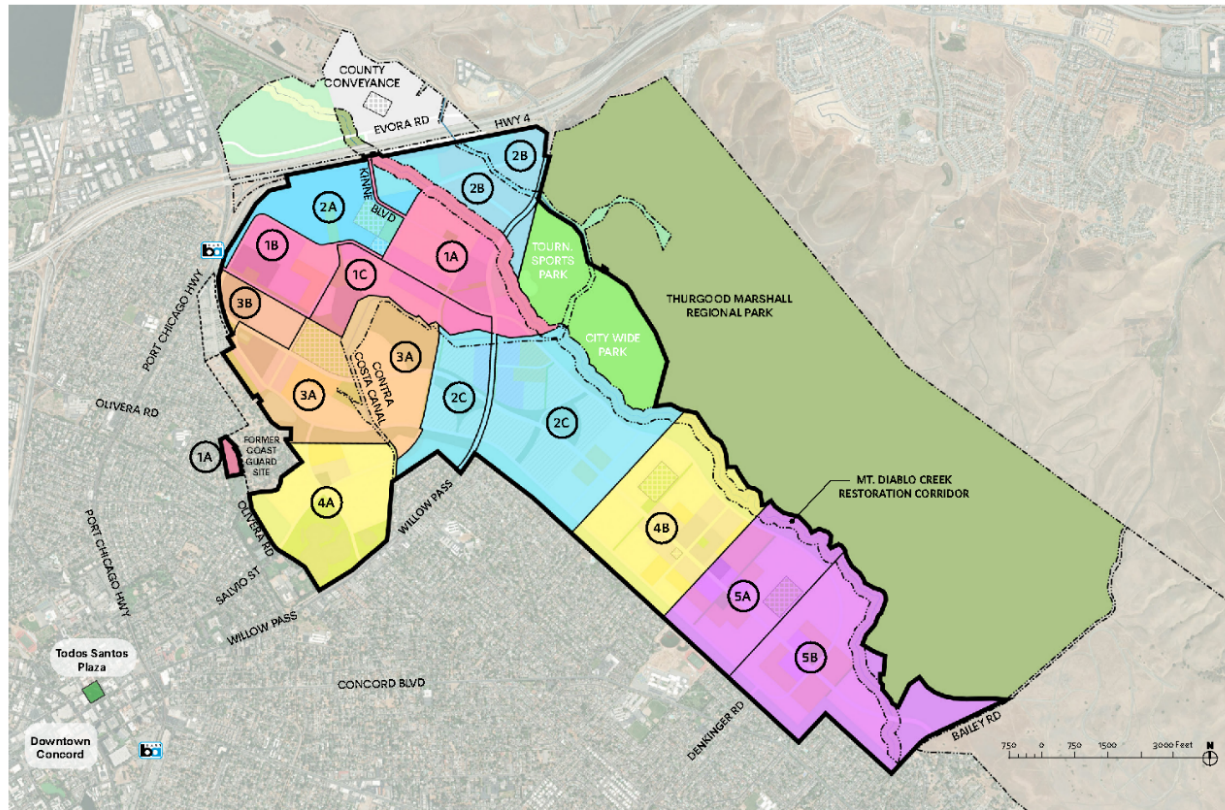 COUNTY
CONVEYANCE
EVORA RD
HWY 4
2B
2B
KINNE
BLVD
2A
1B
1A
1C
TOURN.
SPORTS
PARK
PORT CHICAGO HWY
3B
THURGOOD MARSHALL
REGIONAL PARK
CITY WIDE
PARK
3A
CONTRA
COSTA CANAL
3A
2C
2C
OLIVERA RD
1A
FORMER
COAST
GUARD
SITE
4A
WILLOW PASS
MT. DIABLO CREEK
RESTORATION CORRIDOR
4B
OLIVERA RD
PORT CHICAGO HWY
SALVIO ST
WILLOW PASS
5A
5B
Todos Santos
Plaza
CONCORD BLVD
DENKINGER RD
BAILEY RD
Downtown
Concord
750 0 750 1500 3000 Feet
N